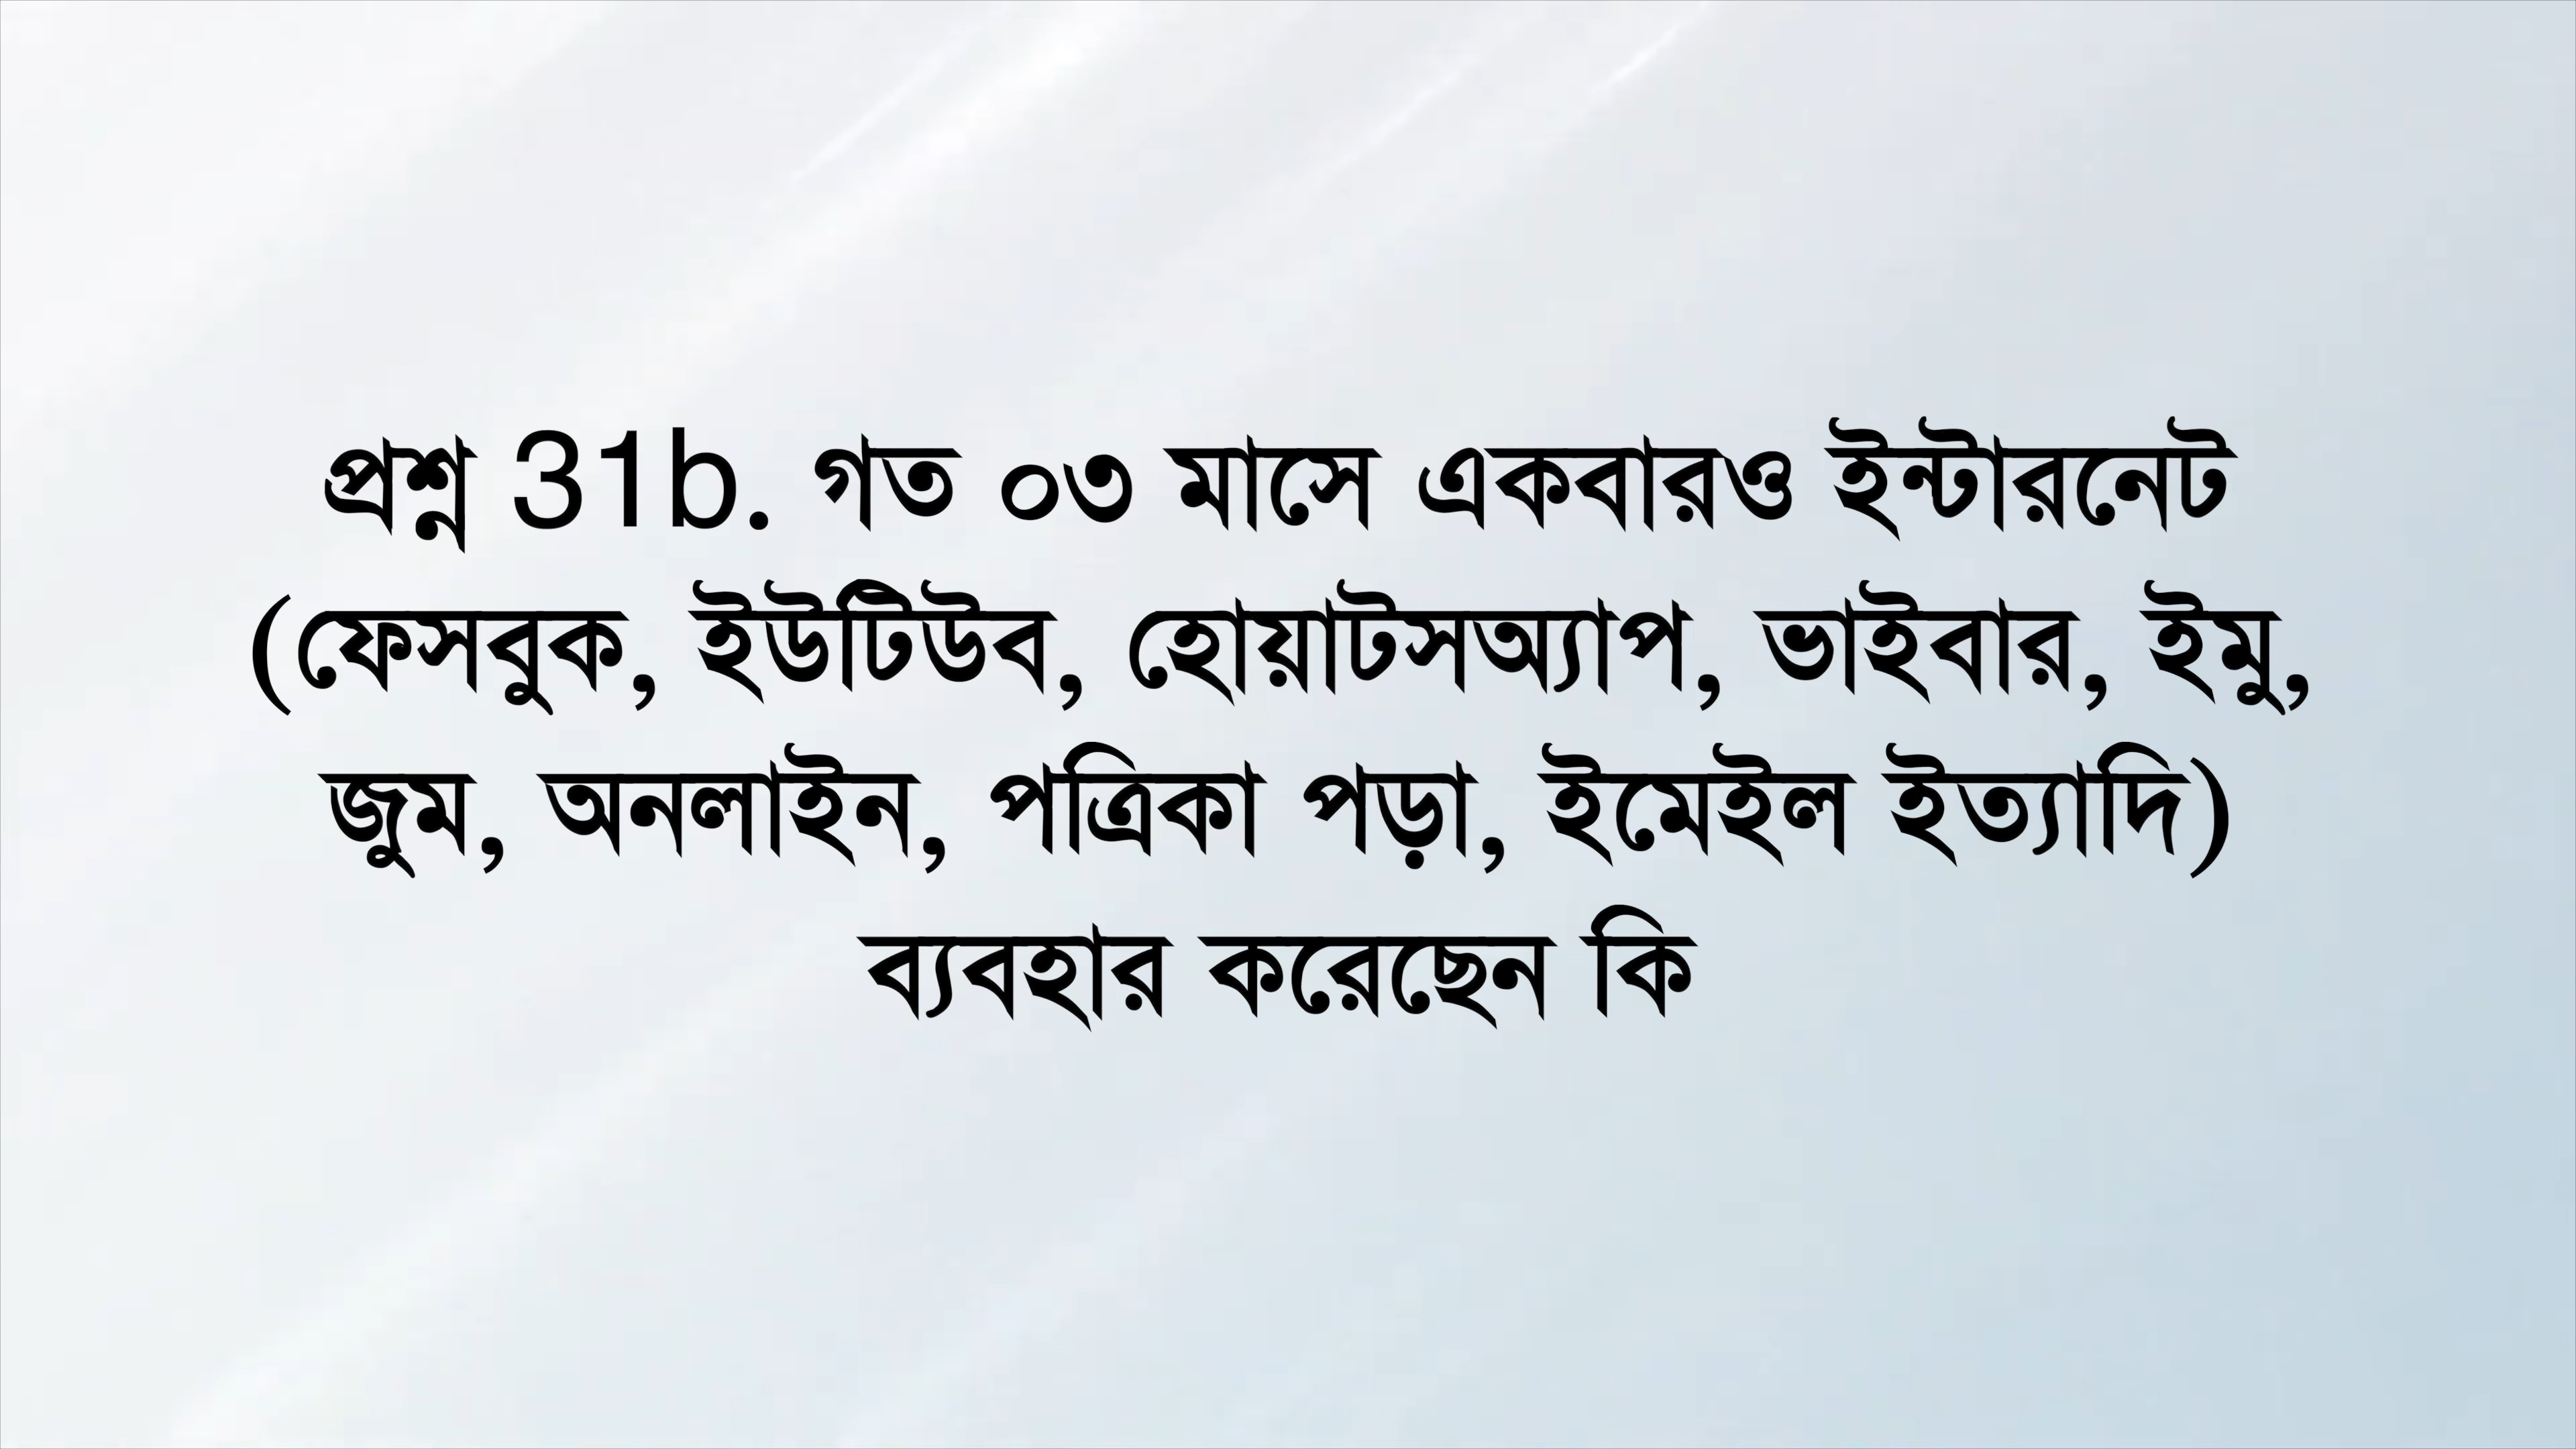 প্রশ্ন 31b. গত ০৩ মাসে একবারও ইন্টারনেট
(ফেসবুক, ইউটিউব, হোয়াটসঅ্যাপ, ভাইবার, ইমু,
জুম, অনলাইন, পত্রিকা পড়া, ইমেইল ইত্যাদি)
ব্যবহার করেছেন কি